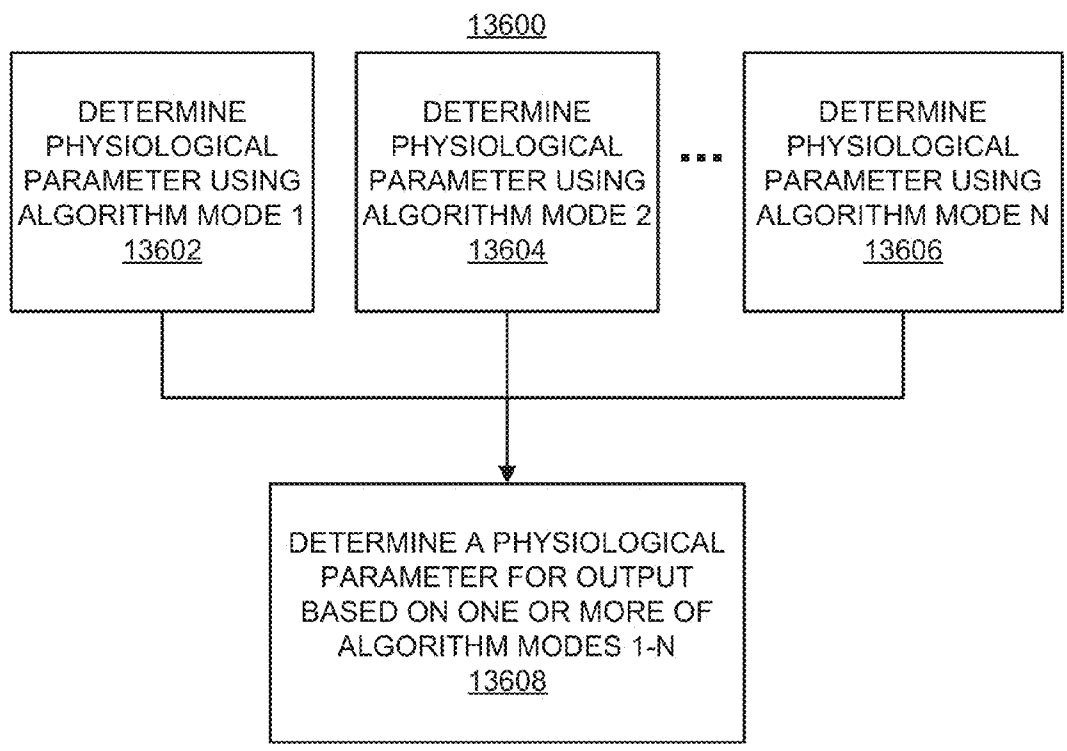 13600
DETERMINE
PHYSIOLOGICAL
PARAMETER USING
ALGORITHM MODE 1
13602
DETERMINE
PHYSIOLOGICAL
PARAMETER USING
ALGORITHM MODE 2
13604
...
DETERMINE
PHYSIOLOGICAL
PARAMETER USING
ALGORITHM MODE N
13606
DETERMINE A PHYSIOLOGICAL
PARAMETER FOR OUTPUT
BASED ON ONE OR MORE OF
ALGORITHM MODES 1-N
13608